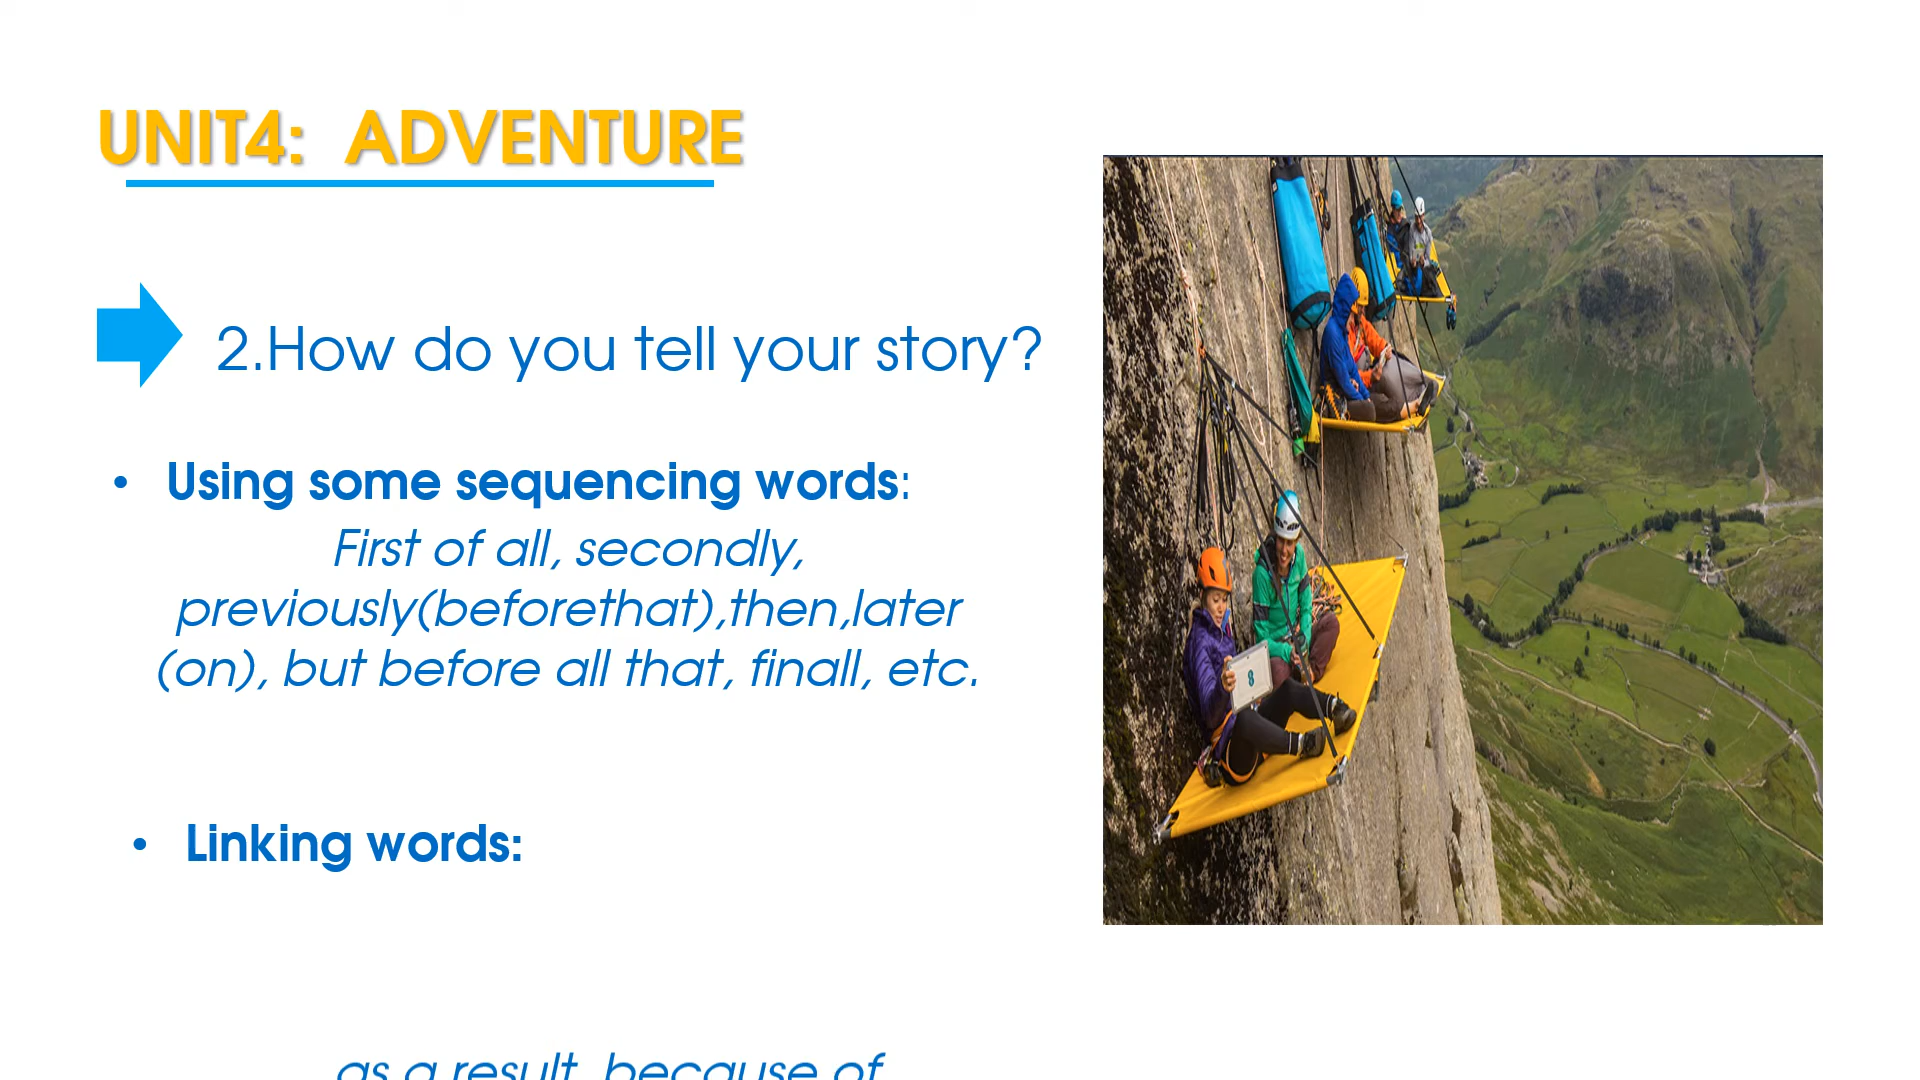 UNIT4: ADVENTURE
2.How do you tell your story?
• Using some sequencing words:
First of all, secondly,
previously(beforethat),then,later
(on), but before all that, finall, etc.
• Linking words:
as a result, because of